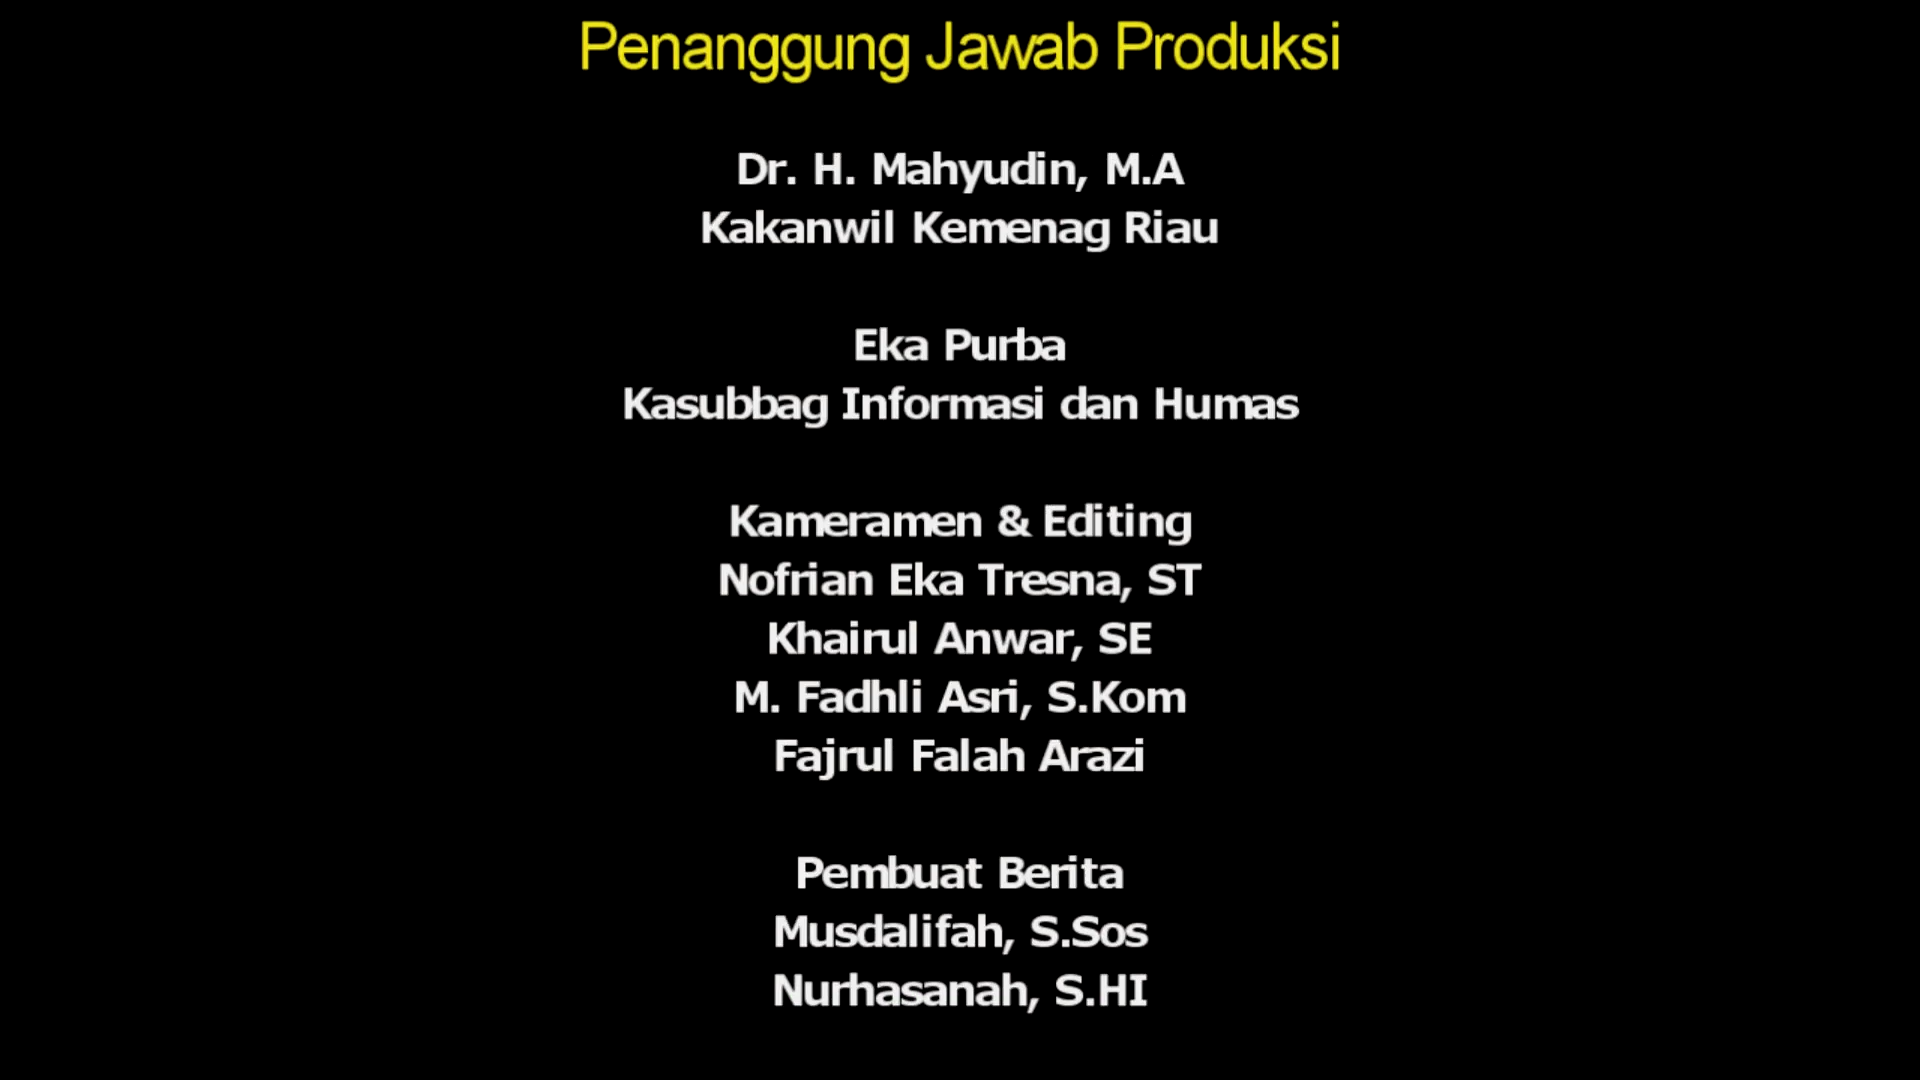 Penanggung Jawab Produksi
Dr. H. Mahyudin, M.A
Kakanwil Kemenag Riau
Eka Purba
Kasubbag Informasi dan Humas
Kameramen & Editing
Nofrian Eka Tresna, ST
Khairul Anwar, SE
M. Fadhli Asri, S.Kom
Fajrul Falah Arazi
Pembuat Berita
Musdalifah, S.Sos
Nurhasanah, S.HI